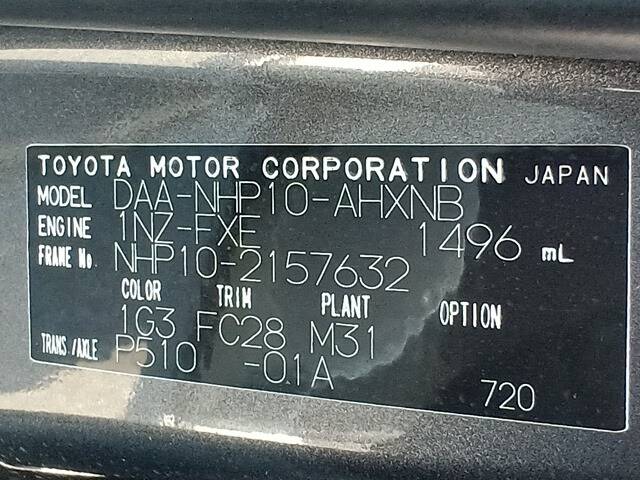 TOYOTA MOTOR CORPORATION JAPAN
MODEL DAA-NHP10-AHXNB
ENGINE 1NZ-FXE 1496 mL
FRAME No. NHP10-2157632
COLOR TRIM PLANT OPTION
1G3 FC28 M31
TRANS./AXLE P510 -01A
720